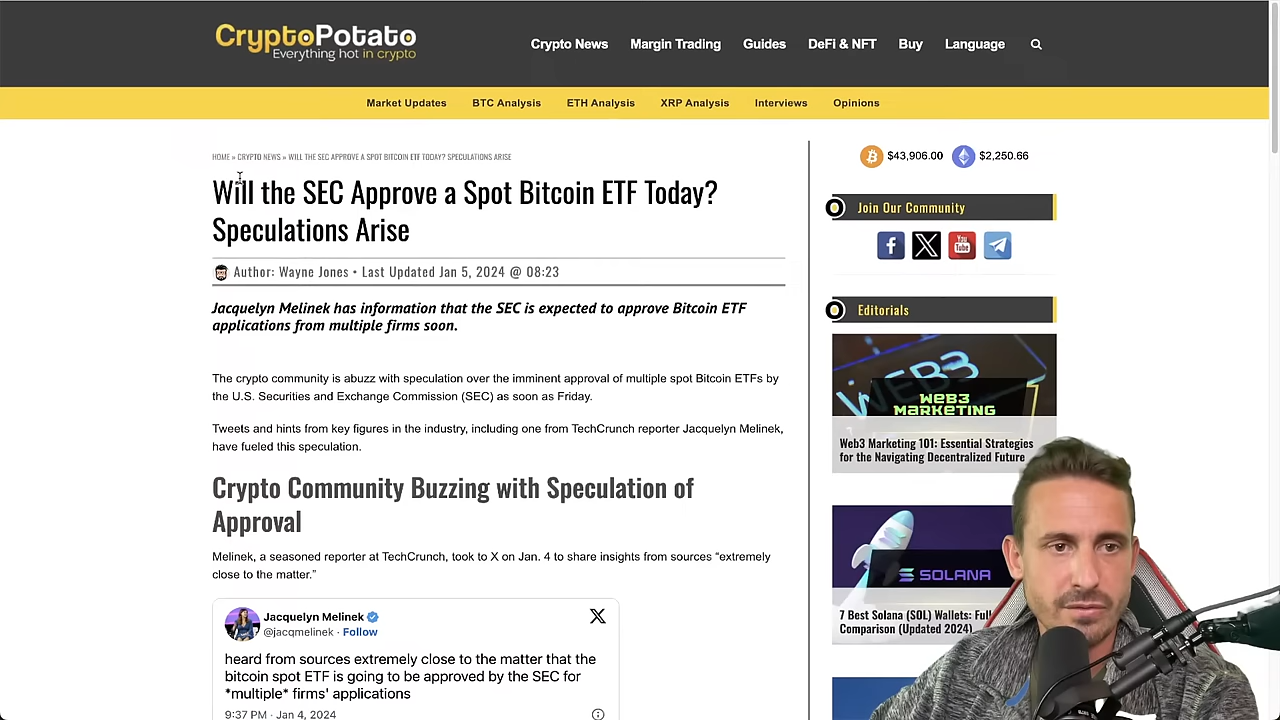 CryptoPotato
Everything hot in crypto
Crypto News Margin Trading Guides DeFi & NFT Buy Language
Market Updates BTC Analysis ETH Analysis XRP Analysis Interviews Opinions
HOME » CRYPTO NEWS » WILL THE SEC APPROVE A SPOT BITCOIN ETF TODAY? SPECULATIONS ARISE
Will the SEC Approve a Spot Bitcoin ETF Today?
Speculations Arise
Author: Wayne Jones • Last Updated Jan 5, 2024 @ 08:23
Jacquelyn Melinek has information that the SEC is expected to approve Bitcoin ETF
applications from multiple firms soon.
The crypto community is abuzz with speculation over the imminent approval of multiple spot Bitcoin ETFs by
the U.S. Securities and Exchange Commission (SEC) as soon as Friday.
Tweets and hints from key figures in the industry, including one from TechCrunch reporter Jacquelyn Melinek,
have fueled this speculation.
Crypto Community Buzzing with Speculation of
Approval
Melinek, a seasoned reporter at TechCrunch, took to X on Jan. 4 to share insights from sources “extremely
close to the matter.”
Jacquelyn Melinek
@jacqmelinek · Follow
heard from sources extremely close to the matter that the
bitcoin spot ETF is going to be approved by the SEC for
*multiple* firms' applications
9:37 PM · Jan 4, 2024
$43,906.00 $2,250.66
Join Our Community
You
Tube
Editorials
WEB3
WEB3
MARKETING
Web3 Marketing 101: Essential Strategies
for the Navigating Decentralized Future
SOLANA
7 Best Solana (SOL) Wallets: Full
Comparison (Updated 2024)